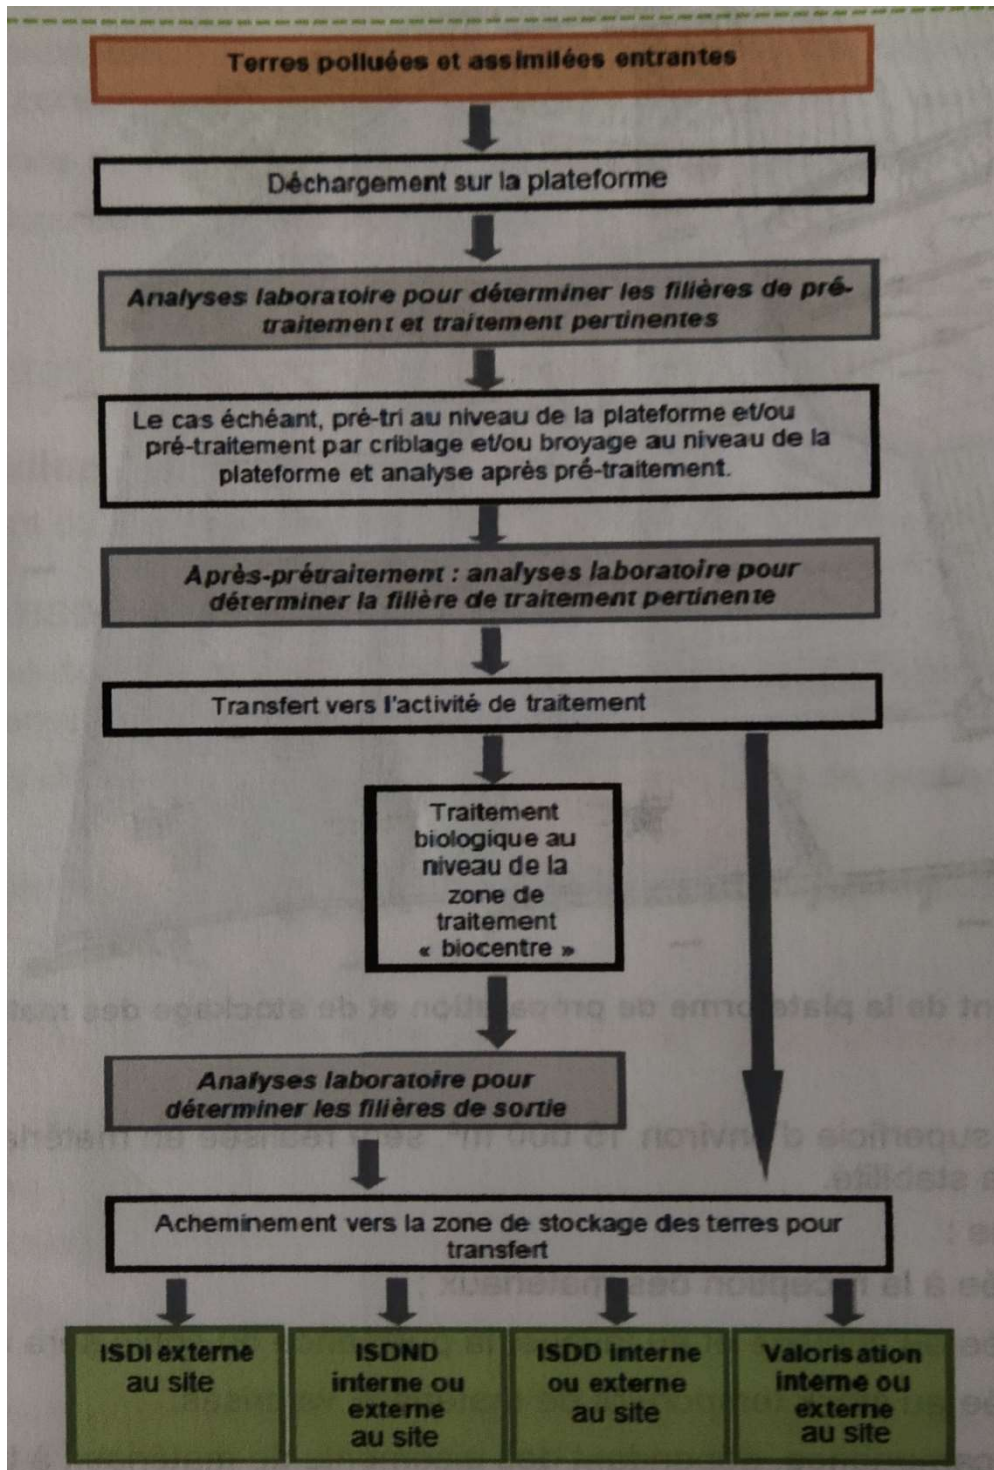 Terres polluées et assimilées entrantes
Déchargement sur la plateforme
Analyses laboratoire pour déterminer les filières de pré-
traitement et traitement pertinentes
Le cas échéant, pré-tri au niveau de la plateforme et/ou
pré-traitement par criblage et/ou broyage au niveau de la
plateforme et analyse après pré-traitement.
Après-prétraitement : analyses laboratoire pour
déterminer la filière de traitement pertinente
Transfert vers l'activité de traitement
Traitement
biologique au
niveau de la
zone de
traitement
« biocentre »
Analyses laboratoire pour
déterminer les filières de sortie
Acheminement vers la zone de stockage des terres pour
transfert
ISDI externe
au site
ISDND
interne ou
externe
au site
ISDD interne
ou externe
au site
Valorisation
interne ou
externe
au site